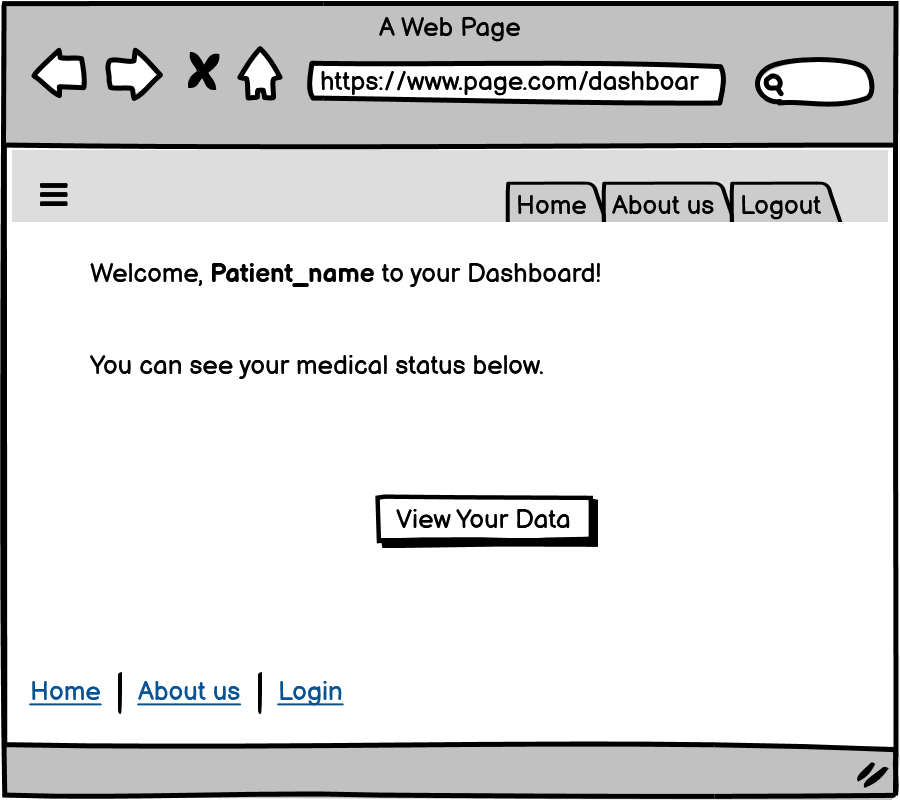 A Web Page
https://www.page.com/dashboar
Home About us Logout
Welcome, Patient_name to your Dashboard!
You can see your medical status below.
View Your Data
Home About us Login